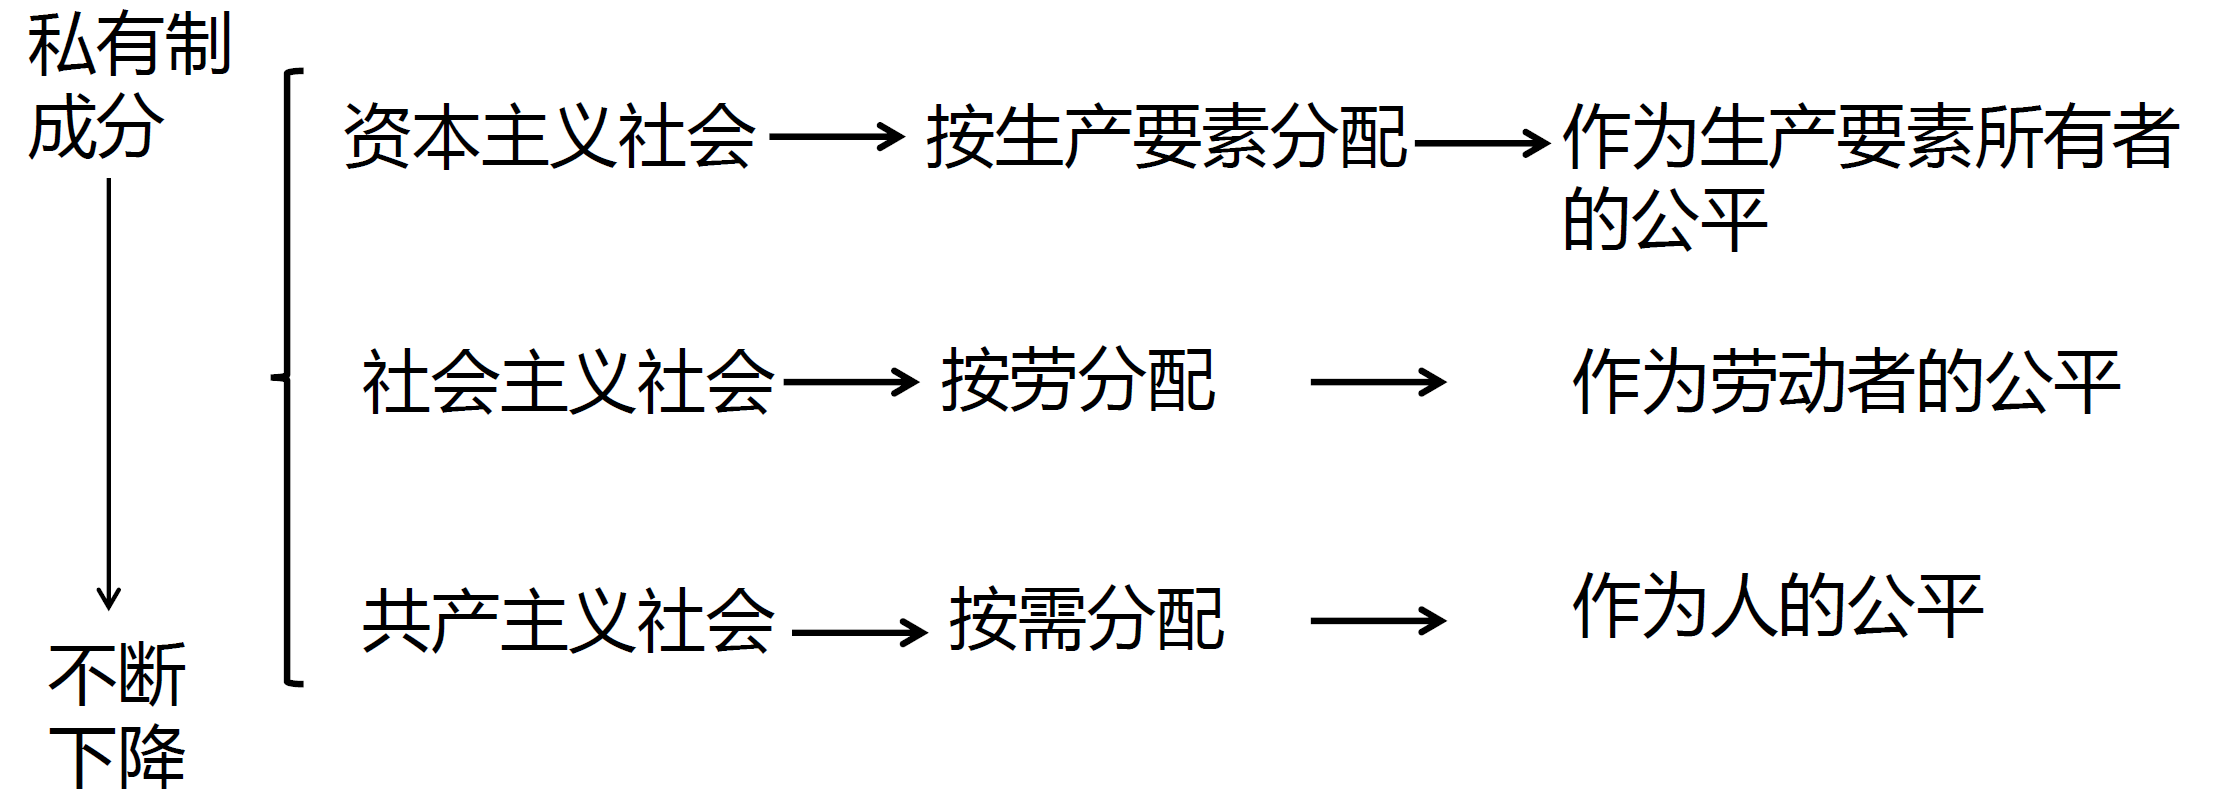 私有制
成分
不断
下降
资本主义社会
按生产要素分配
作为生产要素所有者
的公平
社会主义社会
按劳分配
作为劳动者的公平
共产主义社会
按需分配
作为人的公平